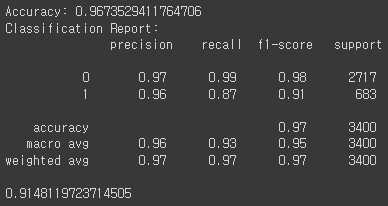 Accuracy: 0.9673529411764706
Classification Report:
precision recall f1-score support
0 0.97 0.99 0.98 2717
1 0.96 0.87 0.91 683
accuracy 0.97 3400
macro avg 0.96 0.93 0.95 3400
weighted avg 0.97 0.97 0.97 3400
0.9148119723714505